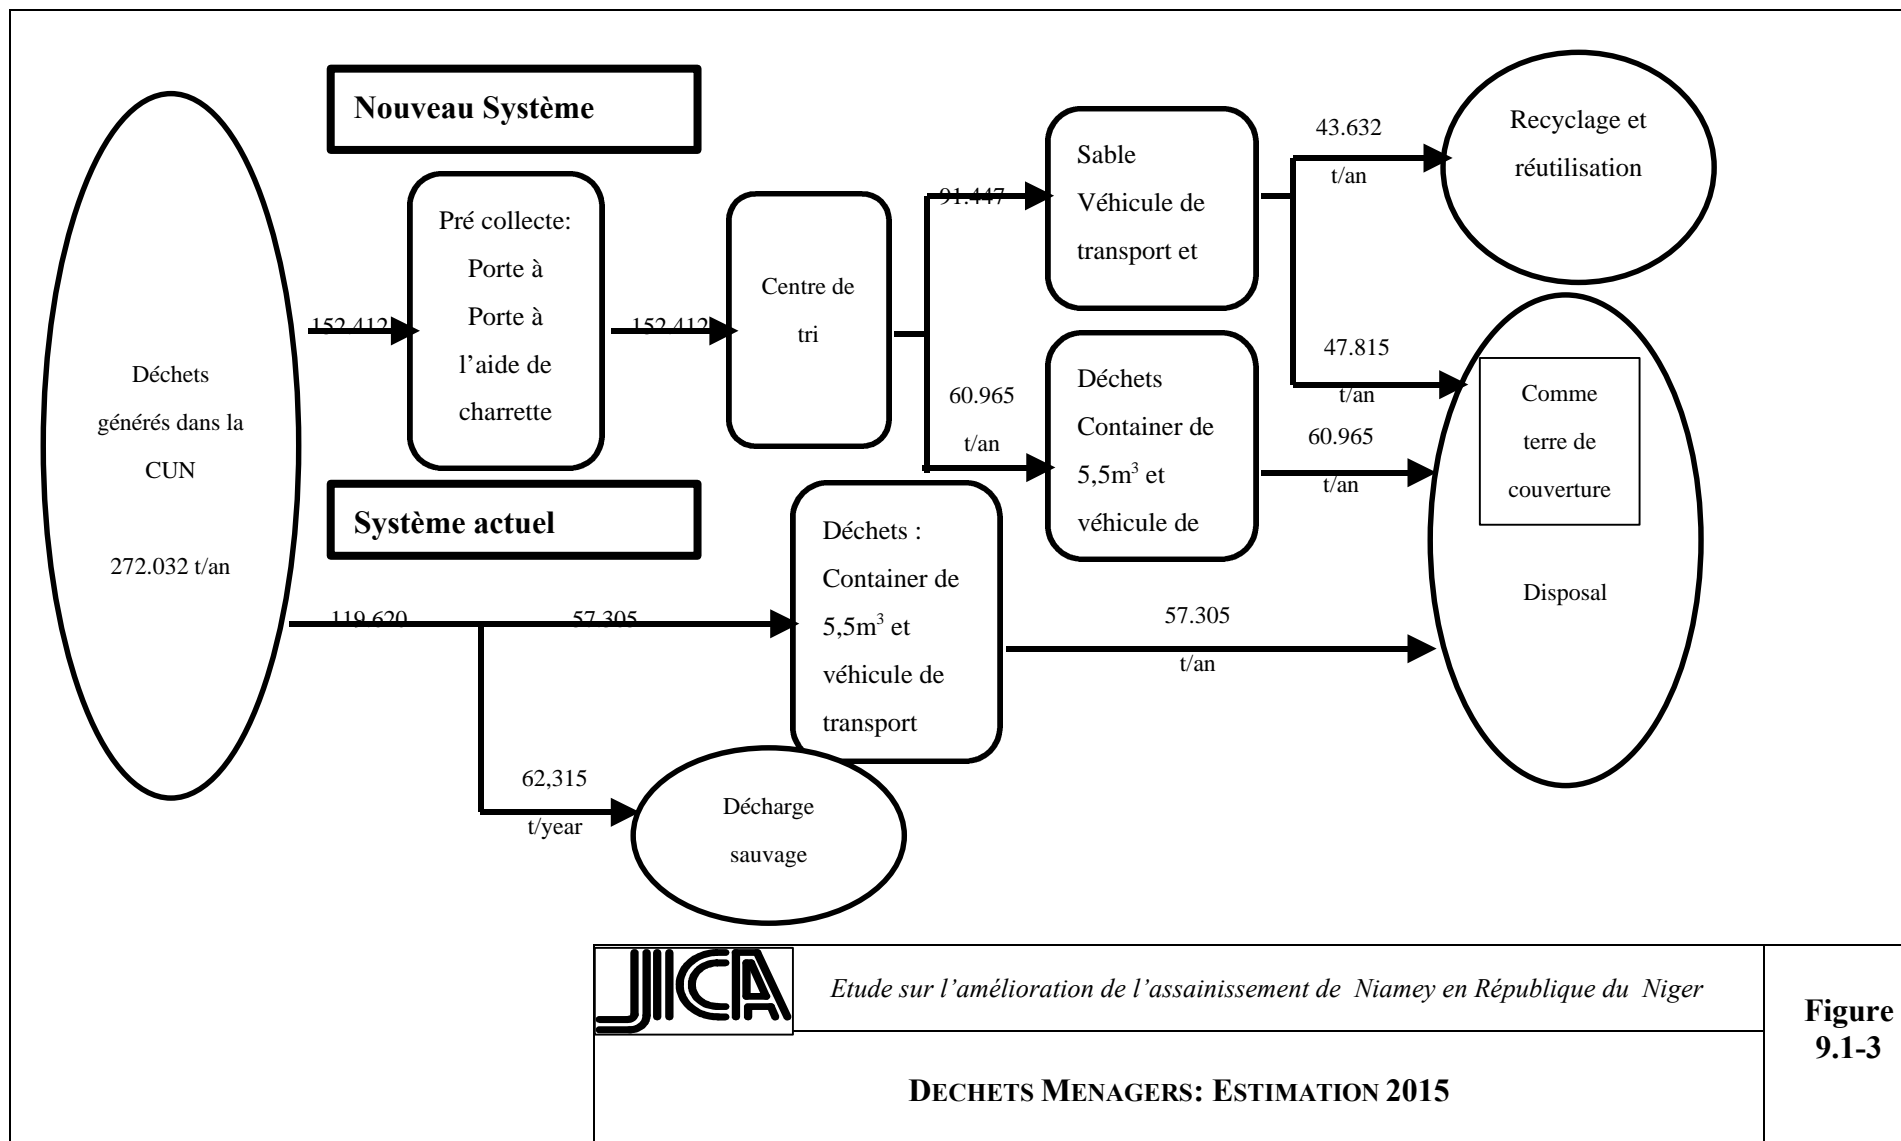 Nouveau Système
Déchets
générés dans la
CUN
272.032 t/an
152.412
Pré collecte:
Porte à
Porte à
l’aide de
charrette
152.412
Centre de
tri
91.447
Sable
Véhicule de
transport et
60.965
t/an
Déchets
Container de
5,5m³ et
véhicule de
43.632
t/an
Recyclage et
réutilisation
47.815
t/an
60.965
t/an
Comme
terre de
couverture
Disposal
Système actuel
119.620
57.305
Déchets :
Container de
5,5m³ et
véhicule de
transport
57.305
t/an
62,315
t/year
Décharge
sauvage
JICA
Etude sur l’amélioration de l’assainissement de Niamey en République du Niger
DECHETS MENAGERS: ESTIMATION 2015
Figure
9.1-3